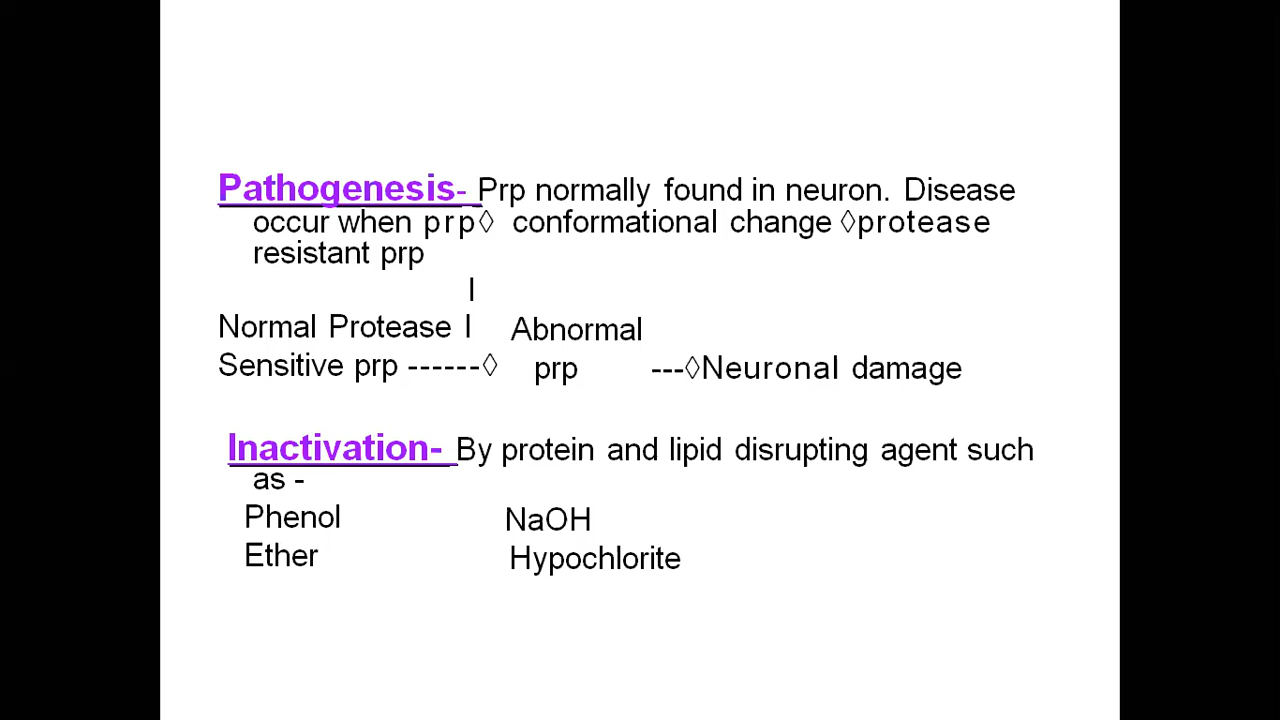 Pathogenesis- Prp normally found in neuron. Disease
occur when prp◊ conformational change ◊protease
resistant prp
l
Normal Protease l Abnormal
Sensitive prp ------◊ prp ---◊Neuronal damage
Inactivation- By protein and lipid disrupting agent such
as -
Phenol NaOH
Ether Hypochlorite